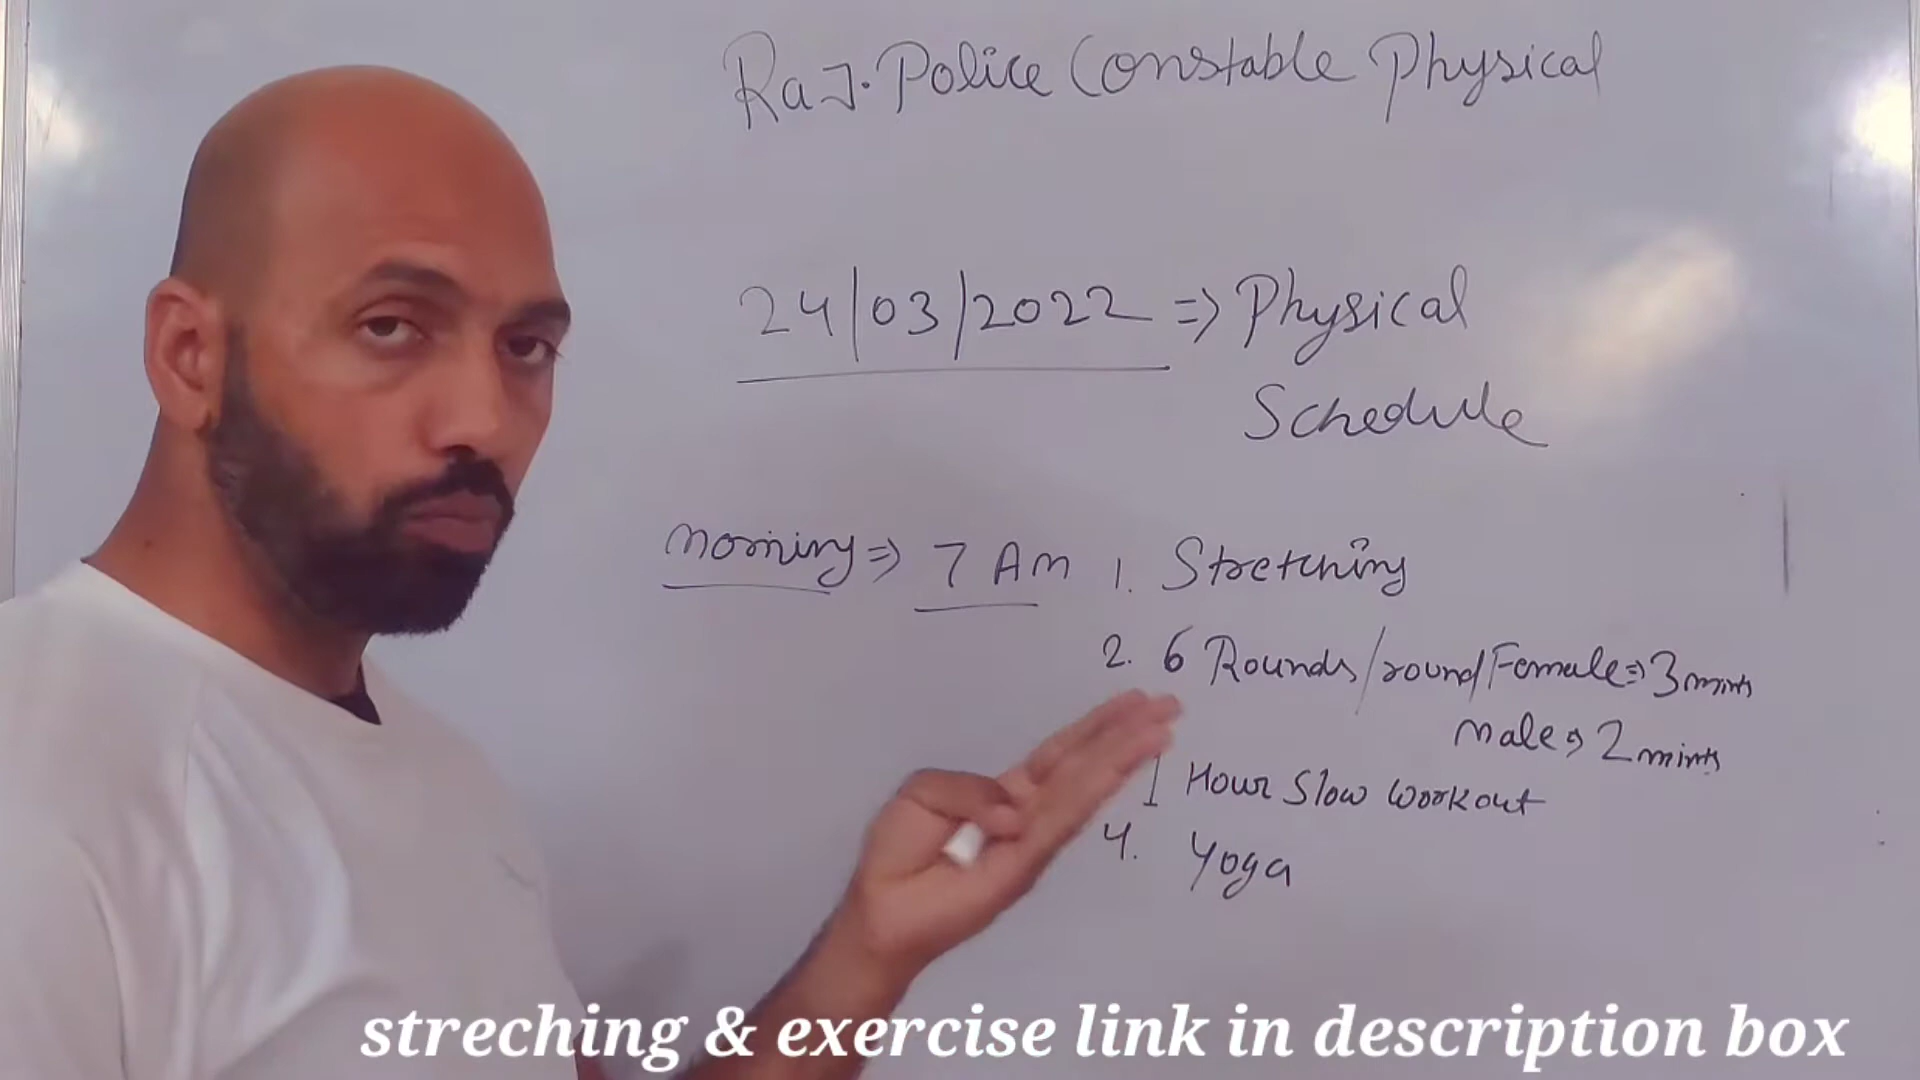 Raj. Police Constable Physical
24/03/2022 => Physical
Schedule
Morning => 7 AM 1. Stretching
2. 6 Rounds/round/Female => 3 mints
Male => 2 mints
1 Hour Slow Workout
4. Yoga
streching & exercise link in description box